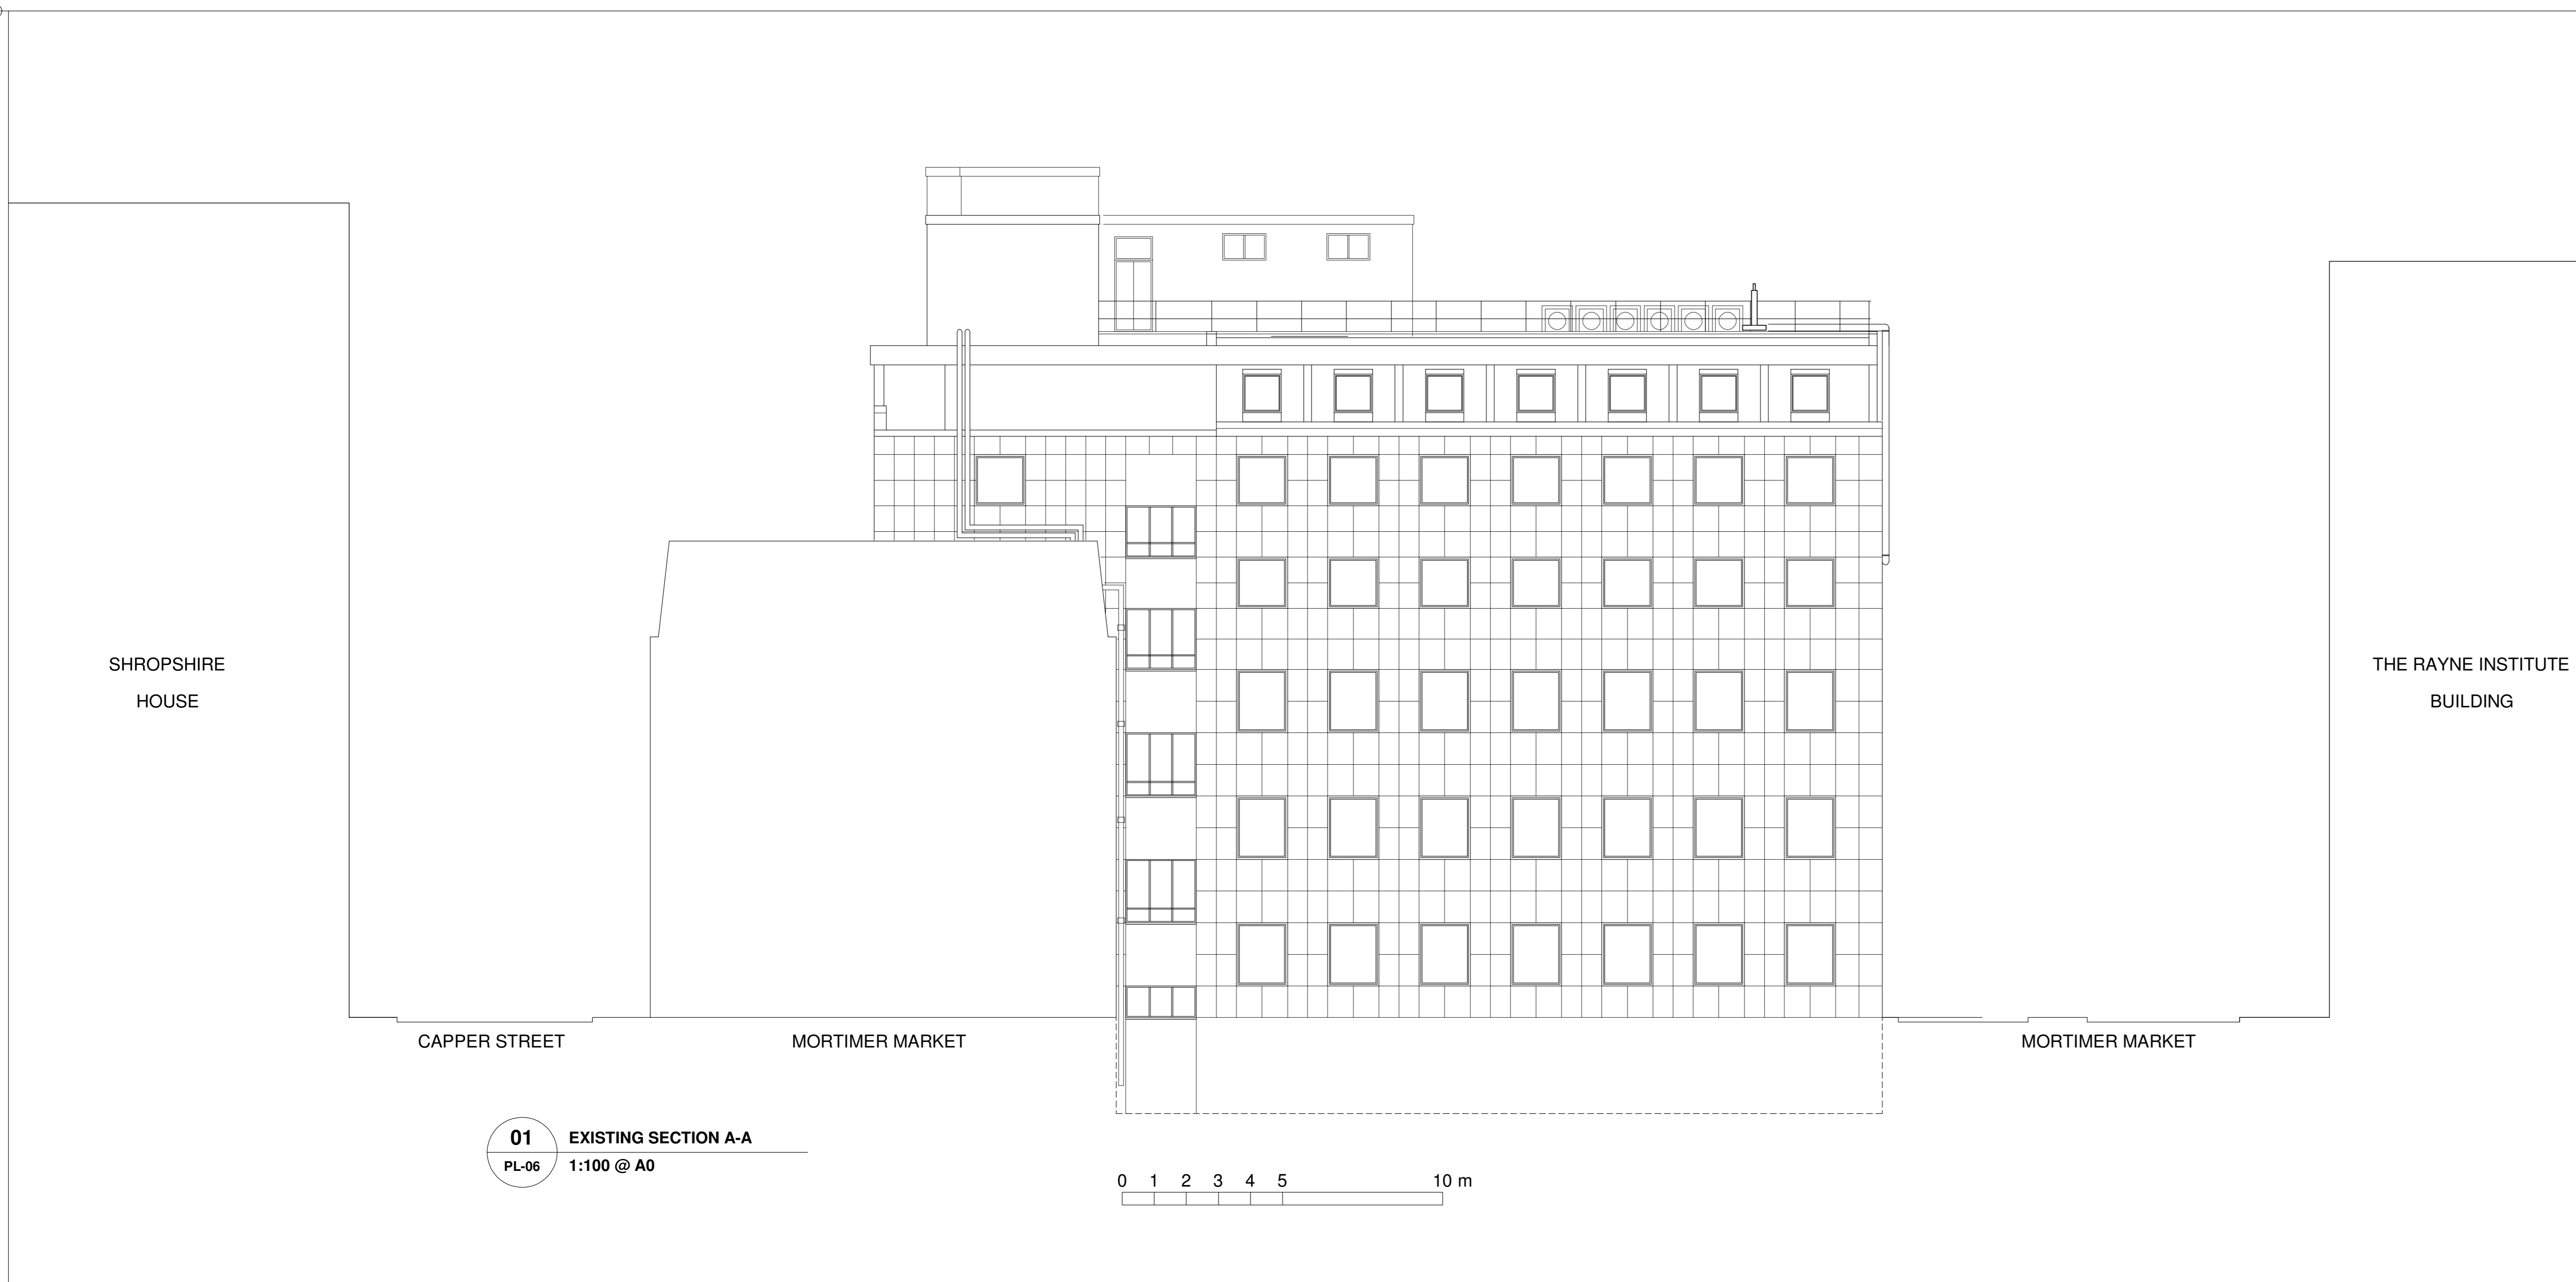 SHROPSHIRE
HOUSE
THE RAYNE INSTITUTE
BUILDING
CAPPER STREET
MORTIMER MARKET
MORTIMER MARKET
01
EXISTING SECTION A-A
PL-06
1:100 @ A0
0 1 2 3 4 5 10 m